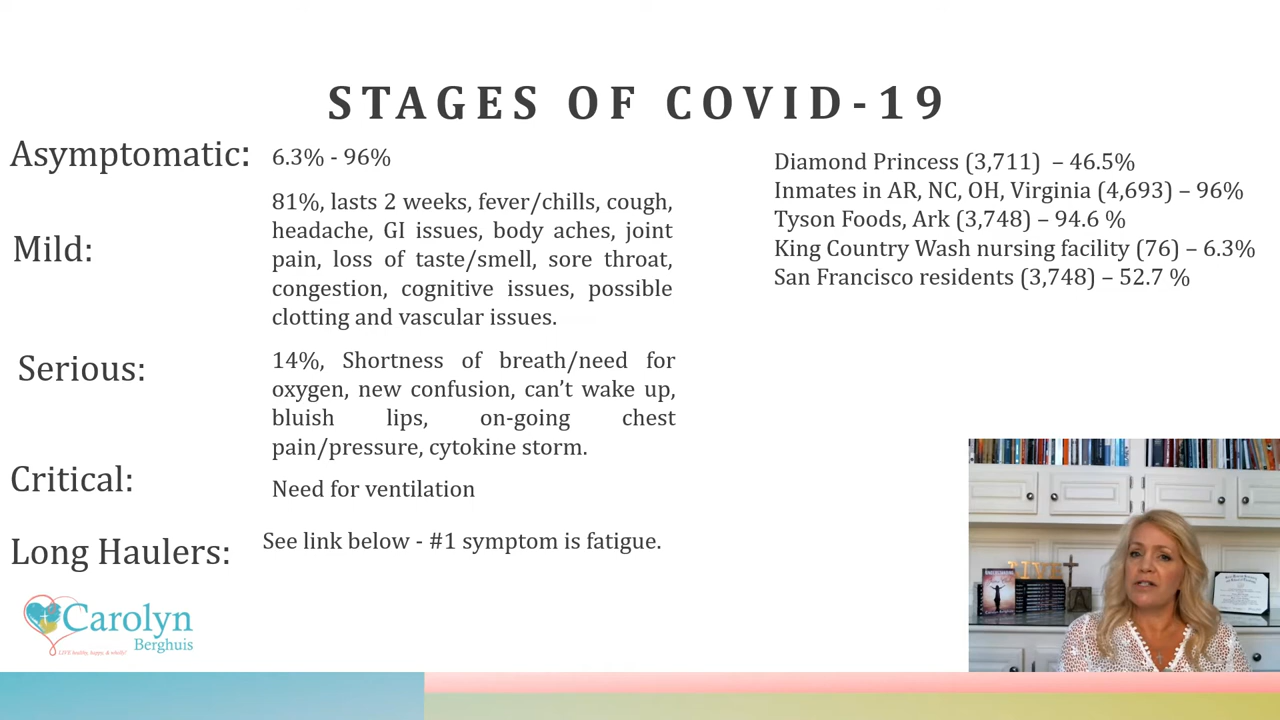 STAGES OF COVID-19
Asymptomatic:
6.3% - 96%
Mild:
81%, lasts 2 weeks, fever/chills, cough,
headache, GI issues, body aches, joint
pain, loss of taste/smell, sore throat,
congestion, cognitive issues, possible
clotting and vascular issues.
Serious:
14%, Shortness of breath/need for
oxygen, new confusion, can’t wake up,
bluish lips, on-going chest
pain/pressure, cytokine storm.
Critical:
Need for ventilation
Long Haulers:
See link below - #1 symptom is fatigue.
Diamond Princess (3,711) – 46.5%
Inmates in AR, NC, OH, Virginia (4,693) – 96%
Tyson Foods, Ark (3,748) – 94.6 %
King Country Wash nursing facility (76) – 6.3%
San Francisco residents (3,748) – 52.7 %
Carolyn
Berghuis
LIVE healthy, happy, & wholly!
LIVE